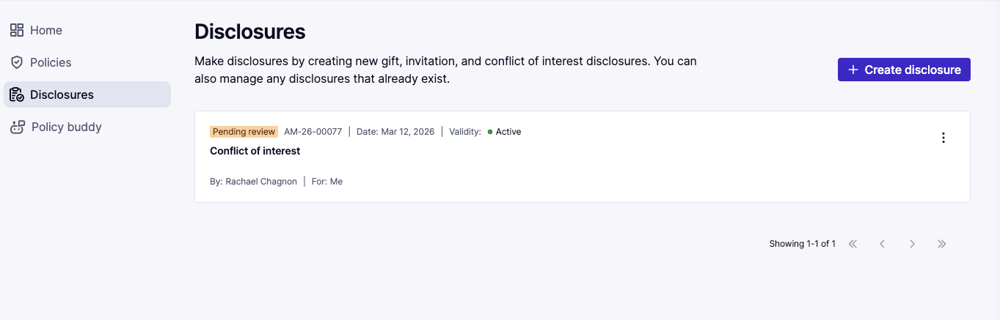 Home
Policies
Disclosures
Policy buddy
Disclosures
Make disclosures by creating new gift, invitation, and conflict of interest disclosures. You can
also manage any disclosures that already exist.
Create disclosure
Pending review AM-26-00077 | Date: Mar 12, 2026 | Validity: Active
Conflict of interest
By: Rachael Chagnon | For: Me
Showing 1-1 of 1